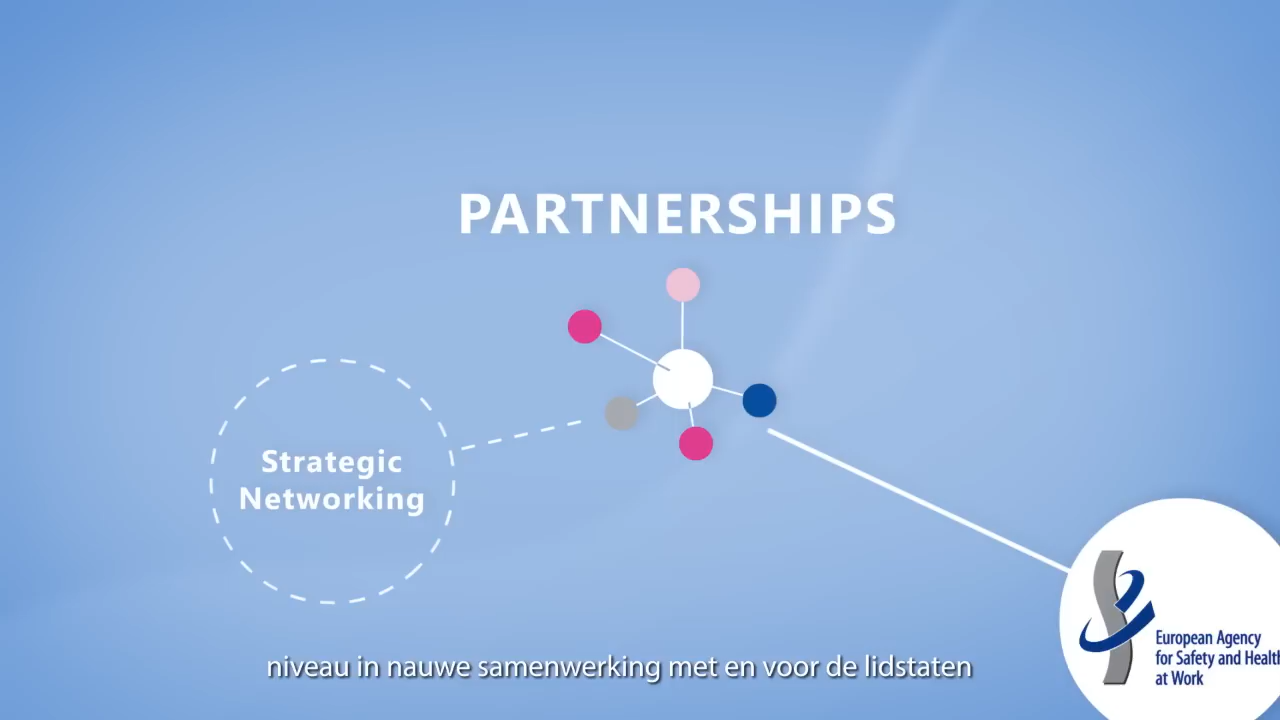 PARTNERSHIPS
Strategic
Networking
European Agency
for Safety and Health
at Work
niveau in nauwe samenwerking met en voor de lidstaten